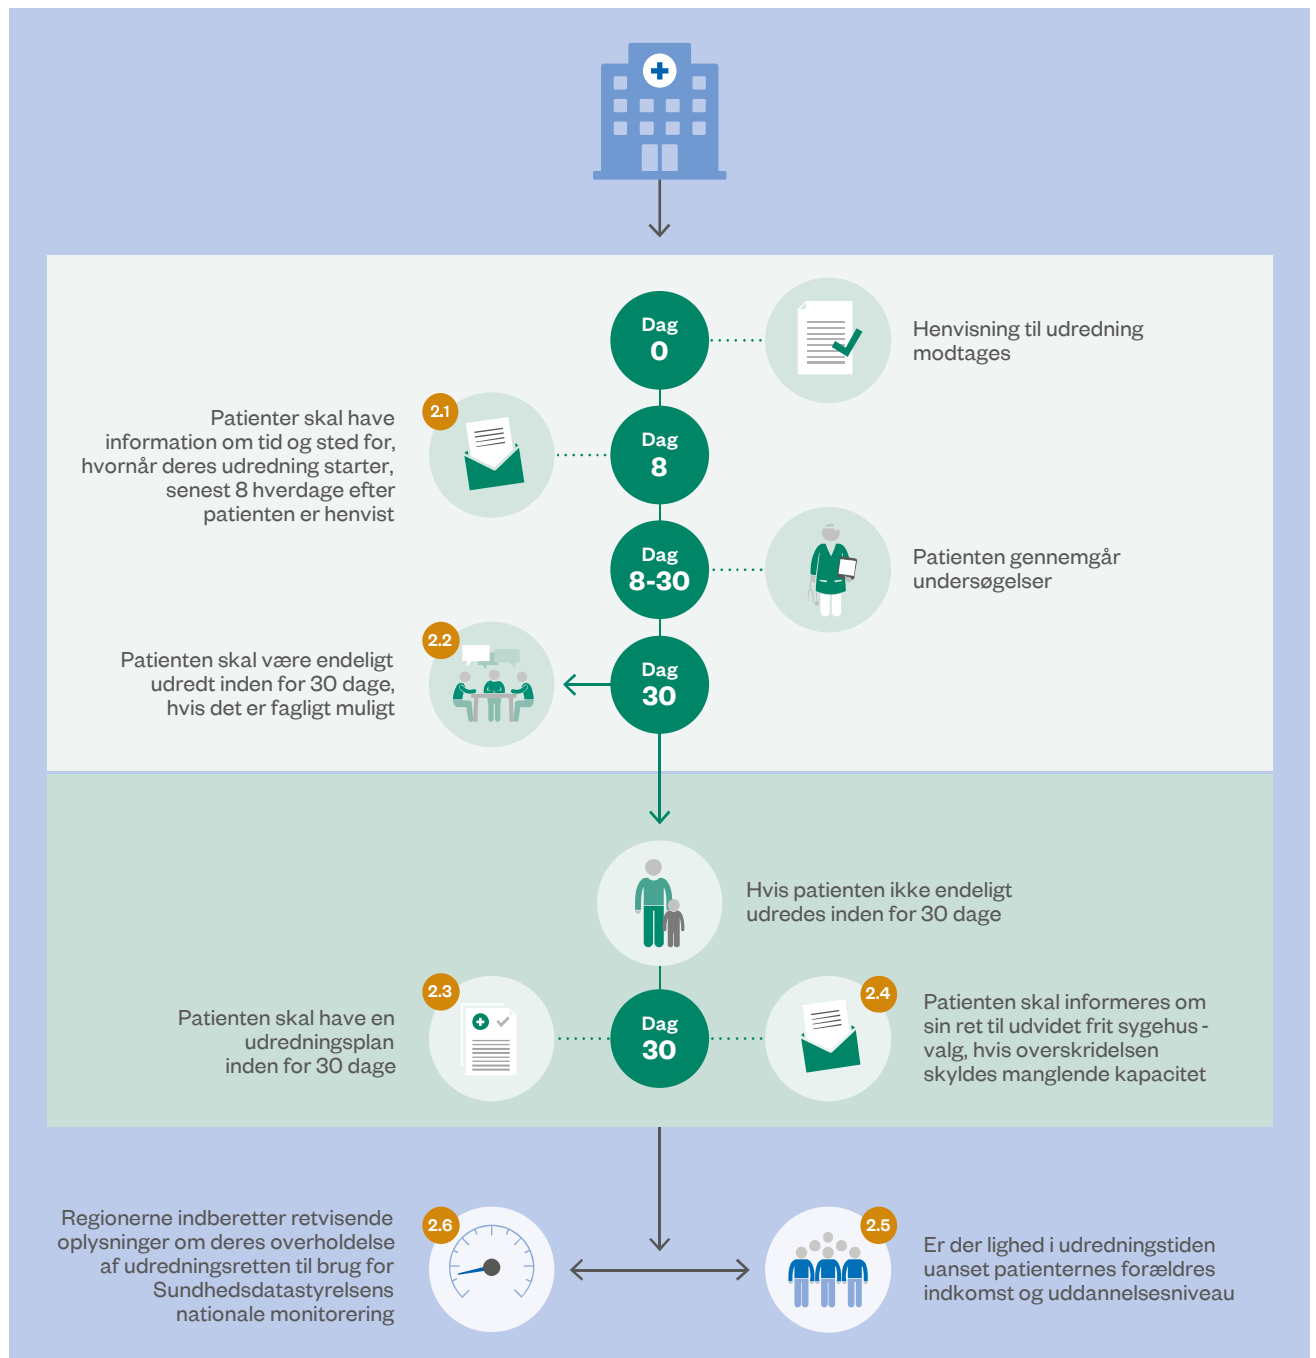 Dag
0
Henvisning til udredning
modtages
2.1
Patienter skal have
information om tid og sted for,
hvornår deres udredning starter,
senest 8 hverdage efter
patienten er henvist
Dag
8
Dag
8-30
Patienten gennemgår
undersøgelser
2.2
Patienten skal være endeligt
udredt inden for 30 dage,
hvis det er fagligt muligt
Dag
30
Hvis patienten ikke endeligt
udredes inden for 30 dage
2.3
Patienten skal have en
udredningsplan
inden for 30 dage
Dag
30
2.4
Patienten skal informeres om
sin ret til udvidet frit sygehus-
valg, hvis overskridelsen
skyldes manglende kapacitet
Regionerne indberetter retvisende
oplysninger om deres overholdelse
af udredningsretten til brug for
Sundhedsdatastyrelsens
nationale monitorering
2.6
2.5
Er der lighed i udredningstiden
uanset patienternes forældres
indkomst og uddannelsesniveau